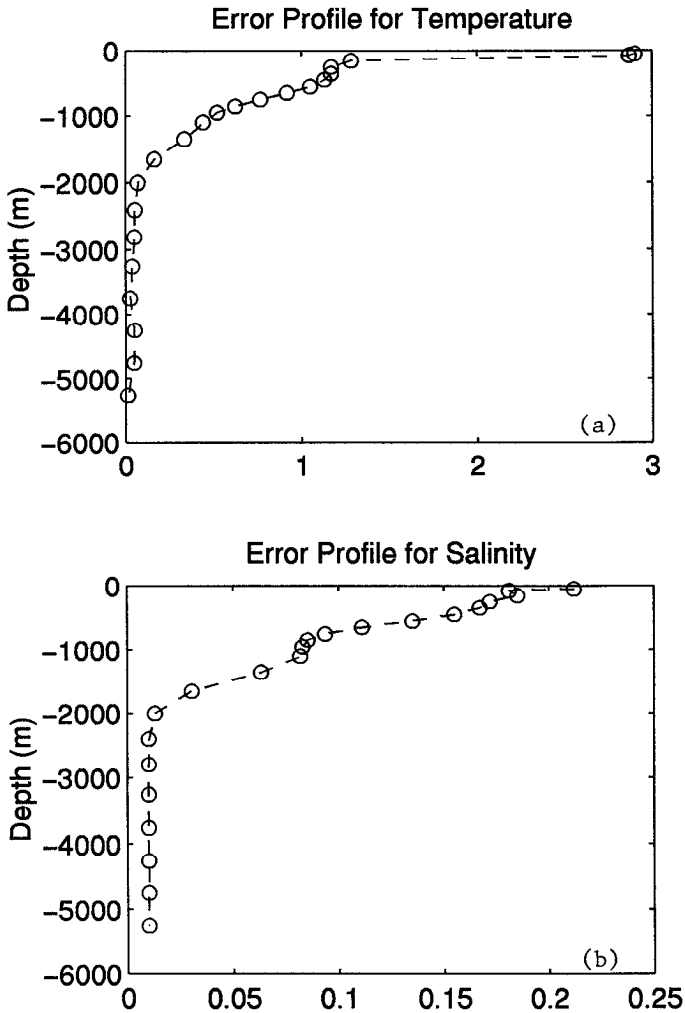 Error Profile for Temperature
0
−1000
−2000
−3000
−4000
−5000
−6000
Depth (m)
(a)
0 1 2 3
Error Profile for Salinity
0
−1000
−2000
−3000
−4000
−5000
−6000
Depth (m)
(b)
0 0.05 0.1 0.15 0.2 0.25